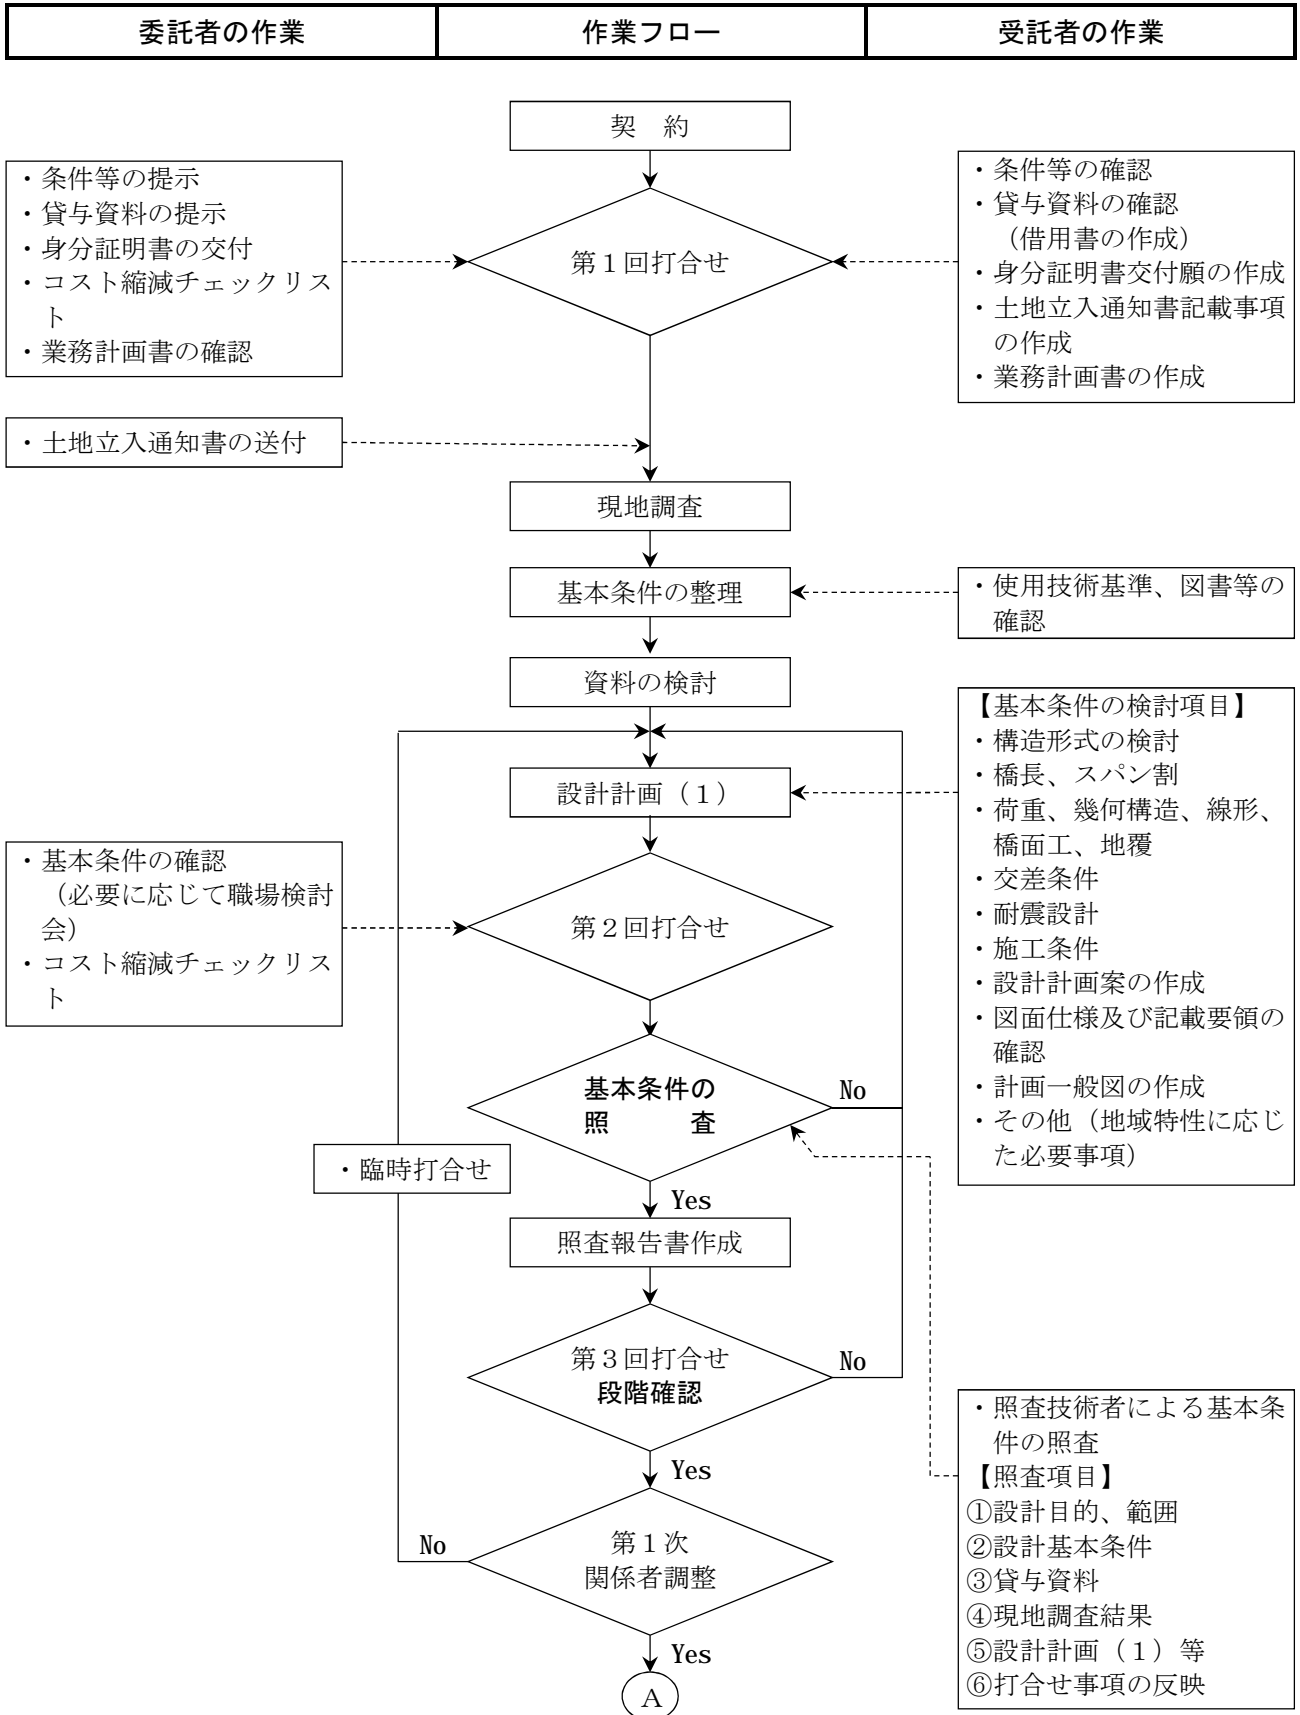 委託者の作業
作業フロー
受託者の作業
契　約
・条件等の提示
・貸与資料の提示
・身分証明書の交付
・コスト縮減チェックリス
ト
・業務計画書の確認
第１回打合せ
・条件等の確認
・貸与資料の確認
（借用書の作成）
・身分証明書交付願の作成
・土地立入通知書記載事項
の作成
・業務計画書の作成
・土地立入通知書の送付
現地調査
基本条件の整理
・使用技術基準、図書等の
確認
資料の検討
設計計画（１）
【基本条件の検討項目】
・構造形式の検討
・橋長、スパン割
・荷重、幾何構造、線形、
橋面工、地覆
・交差条件
・耐震設計
・施工条件
・設計計画案の作成
・図面仕様及び記載要領の
確認
・計画一般図の作成
・その他（地域特性に応じ
た必要事項）
・基本条件の確認
（必要に応じて職場検討
会）
・コスト縮減チェックリス
ト
第２回打合せ
基本条件の
照　　　査
No
・臨時打合せ
Yes
照査報告書作成
第３回打合せ
段階確認
No
Yes
・照査技術者による基本条
件の照査
【照査項目】
①設計目的、範囲
②設計基本条件
③貸与資料
④現地調査結果
⑤設計計画（１）等
⑥打合せ事項の反映
第１次
関係者調整
No
Yes
A